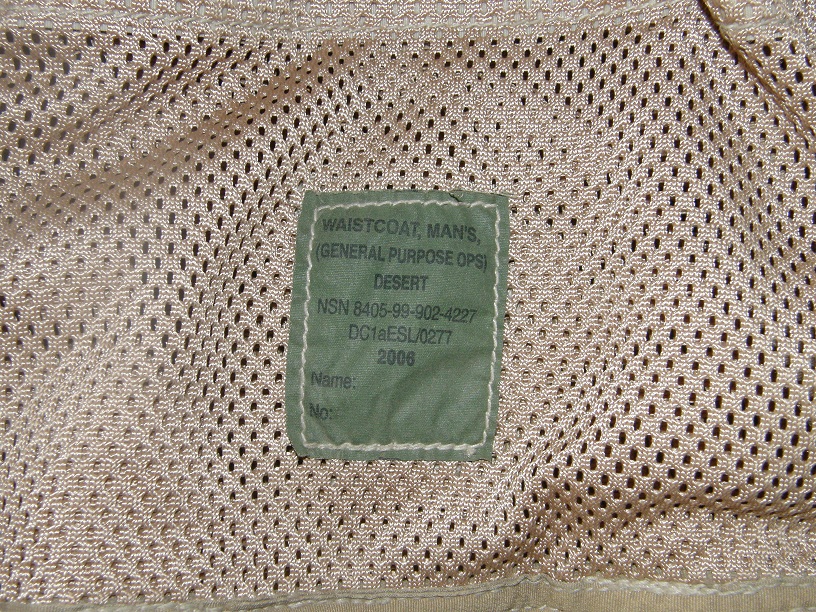 WAISTCOAT, MAN'S,
(GENERAL PURPOSE OPS)
DESERT
NSN 8405-99-902-4227
DC1aESL/0277
2006
Name:
No: